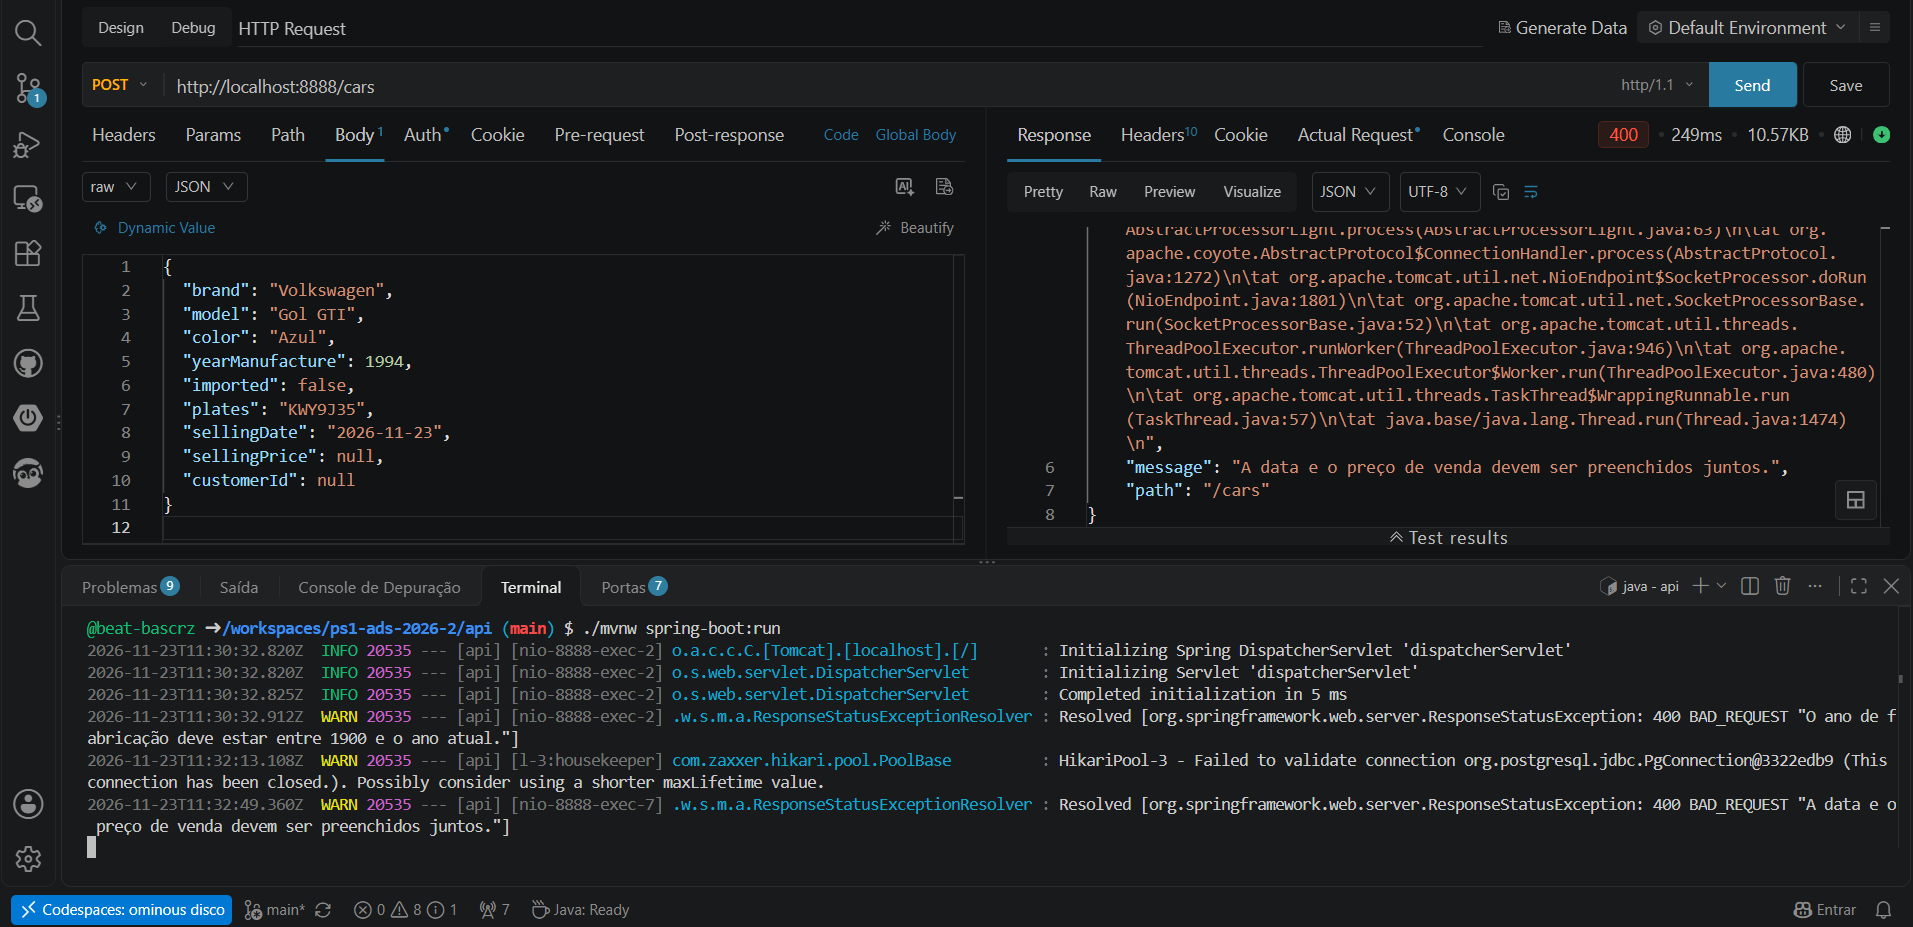 Design Debug HTTP Request Generate Data Default Environment
POST http://localhost:8888/cars http/1.1 Send Save
Headers Params Path Body 1 Auth Cookie Pre-request Post-response Code Global Body
Response Headers 10 Cookie Actual Request Console 400 249ms 10.57KB
raw JSON
Pretty Raw Preview Visualize JSON UTF-8
Dynamic Value Beautify
1 {
2 "brand": "Volkswagen",
3 "model": "Gol GTI",
4 "color": "Azul",
5 "yearManufacture": 1994,
6 "imported": false,
7 "plates": "KWY9J35",
8 "sellingDate": "2026-11-23",
9 "sellingPrice": null,
10 "customerId": null
11 }
12
AbstractProcessorLight.process(AbstractProcessorLight.java:63)\n\tat org.
apache.coyote.AbstractProtocol$ConnectionHandler.process(AbstractProtocol.
java:1272)\n\tat org.apache.tomcat.util.net.NioEndpoint$SocketProcessor.doRun
(NioEndpoint.java:1801)\n\tat org.apache.tomcat.util.net.SocketProcessorBase.
run(SocketProcessorBase.java:52)\n\tat org.apache.tomcat.util.threads.
ThreadPoolExecutor.runWorker(ThreadPoolExecutor.java:946)\n\tat org.apache.
tomcat.util.threads.ThreadPoolExecutor$Worker.run(ThreadPoolExecutor.java:480)
\n\tat org.apache.tomcat.util.threads.TaskThread$WrappingRunnable.run
(TaskThread.java:57)\n\tat java.base/java.lang.Thread.run(Thread.java:1474)
\n",
6 "message": "A data e o preço de venda devem ser preenchidos juntos.",
7 "path": "/cars"
8 }
Test results
Problemas 9 Saída Console de Depuração Terminal Portas 7 java - api
@beat-bascrz ➜/workspaces/ps1-ads-2026-2/api (main) $ ./mvnw spring-boot:run
2026-11-23T11:30:32.820Z INFO 20535 --- [api] [nio-8888-exec-2] o.a.c.c.C.[Tomcat].[localhost].[/] : Initializing Spring DispatcherServlet 'dispatcherServlet'
2026-11-23T11:30:32.820Z INFO 20535 --- [api] [nio-8888-exec-2] o.s.web.servlet.DispatcherServlet : Initializing Servlet 'dispatcherServlet'
2026-11-23T11:30:32.825Z INFO 20535 --- [api] [nio-8888-exec-2] o.s.web.servlet.DispatcherServlet : Completed initialization in 5 ms
2026-11-23T11:30:32.912Z WARN 20535 --- [api] [nio-8888-exec-2] .w.s.m.a.ResponseStatusExceptionResolver : Resolved [org.springframework.web.server.ResponseStatusException: 400 BAD_REQUEST "O ano de f
abricação deve estar entre 1900 e o ano atual."]
2026-11-23T11:32:13.108Z WARN 20535 --- [api] [l-3:housekeeper] com.zaxxer.hikari.pool.PoolBase : HikariPool-3 - Failed to validate connection org.postgresql.jdbc.PgConnection@3322edb9 (This
connection has been closed.). Possibly consider using a shorter maxLifetime value.
2026-11-23T11:32:49.360Z WARN 20535 --- [api] [nio-8888-exec-7] .w.s.m.a.ResponseStatusExceptionResolver : Resolved [org.springframework.web.server.ResponseStatusException: 400 BAD_REQUEST "A data e o
preço de venda devem ser preenchidos juntos."]
1
Codespaces: ominous disco main* 0 8 1 7 Java: Ready Entrar